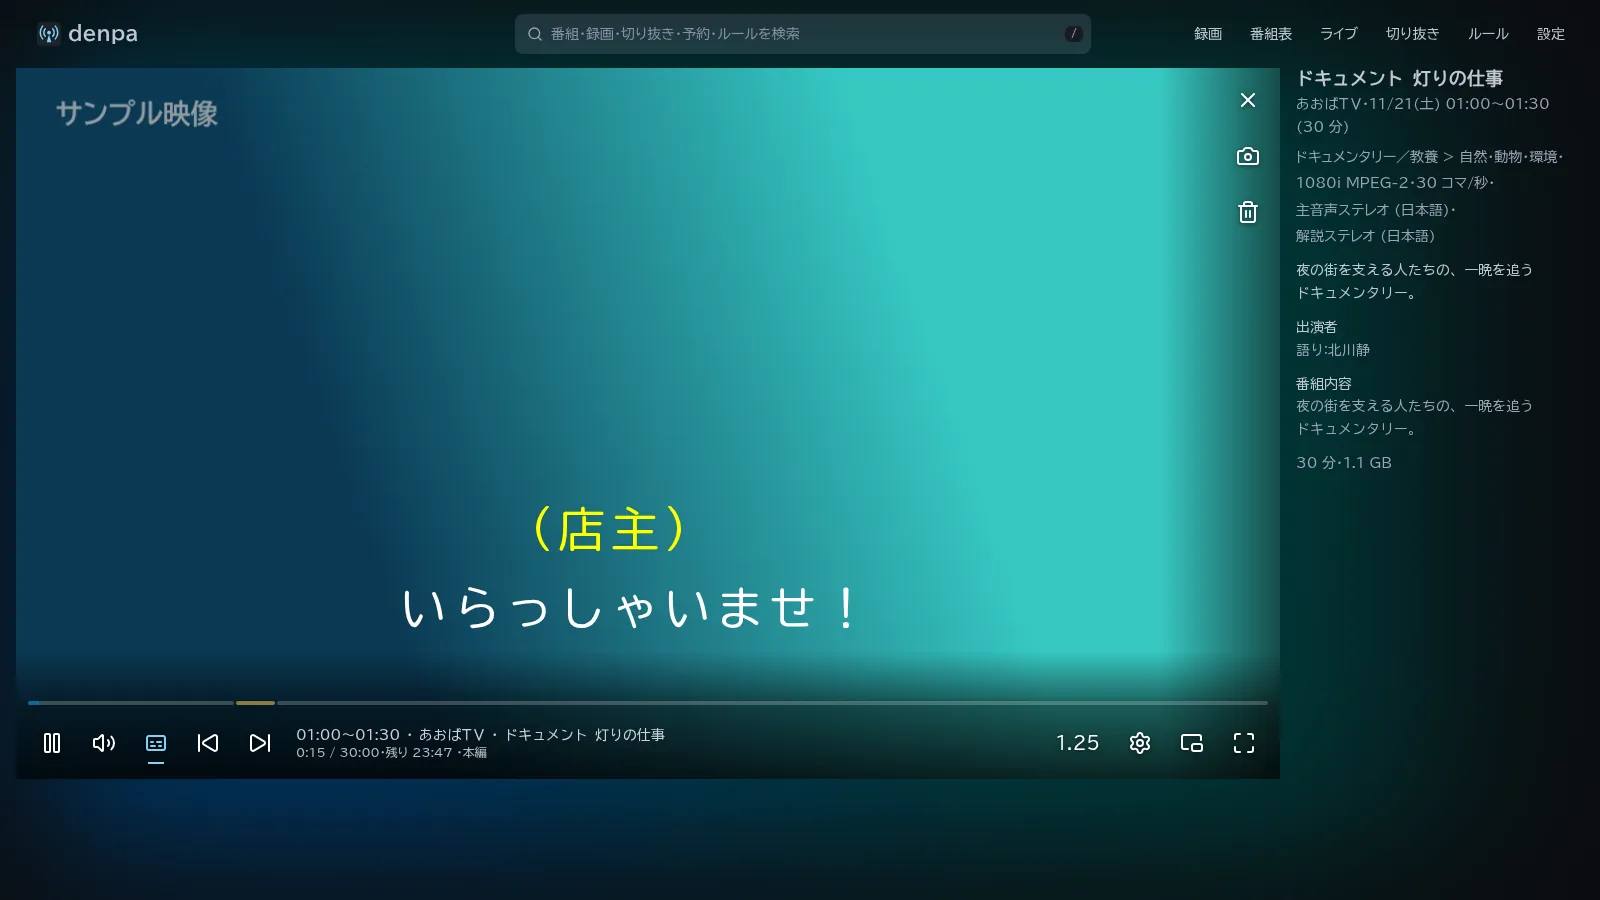 denpa
番組・録画・切り抜き・予約・ルールを検索
/
録画
番組表
ライブ
切り抜き
ルール
設定
サンプル映像
(店主)
いらっしゃいませ！
01:00〜01:30 ・ あおばTV ・ ドキュメント 灯りの仕事
0:15 / 30:00・残り 23:47 ・本編
1.25
ドキュメント 灯りの仕事
あおばTV・11/21(土) 01:00〜01:30
(30 分)
ドキュメンタリー／教養 > 自然・動物・環境・
1080i MPEG-2・30 コマ/秒・
主音声ステレオ (日本語)・
解説ステレオ (日本語)
夜の街を支える人たちの、一晩を追う
ドキュメンタリー。
出演者
語り:北川静
番組内容
夜の街を支える人たちの、一晩を追う
ドキュメンタリー。
30 分・1.1 GB